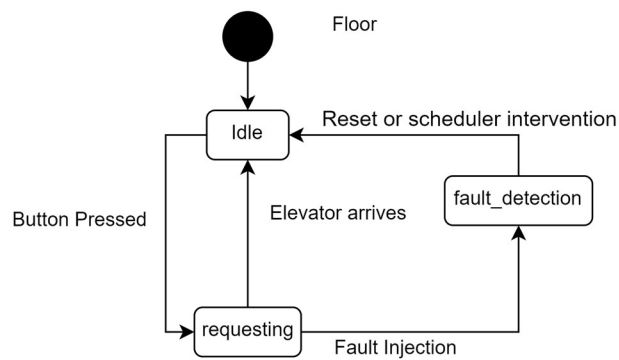 Floor
Reset or scheduler intervention
Idle
fault_detection
Button Pressed
Elevator arrives
requesting
Fault Injection